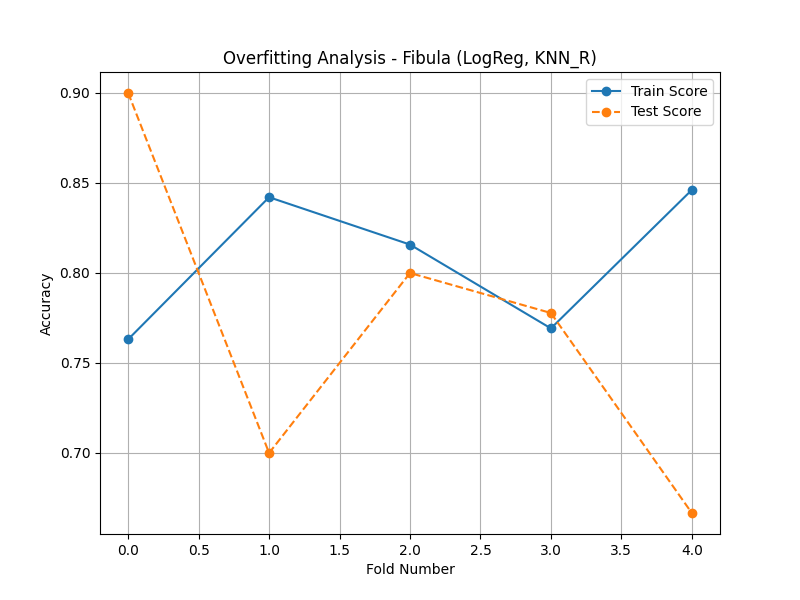 Overfitting Analysis - Fibula (LogReg, KNN_R)
Train Score
Test Score
0.90
0.85
0.80
0.75
0.70
Accuracy
0.0 0.5 1.0 1.5 2.0 2.5 3.0 3.5 4.0
Fold Number